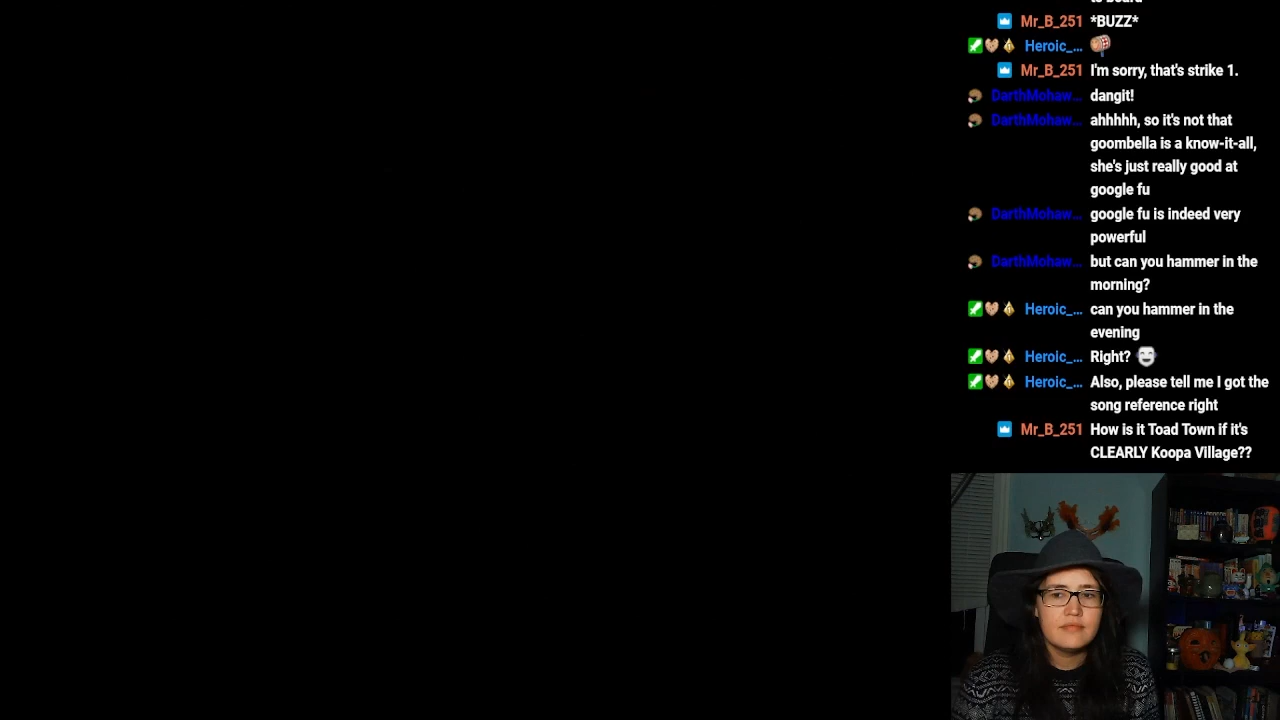 Mr_B_251 *BUZZ*
Heroic_...
Mr_B_251 I'm sorry, that's strike 1.
DarthMohaw... dangit!
DarthMohaw... ahhhhh, so it's not that
goombella is a know-it-all,
she's just really good at
google fu
DarthMohaw... google fu is indeed very
powerful
DarthMohaw... but can you hammer in the
morning?
Heroic_... can you hammer in the
evening
Heroic_... Right?
Heroic_... Also, please tell me I got the
song reference right
Mr_B_251 How is it Toad Town if it's
CLEARLY Koopa Village??